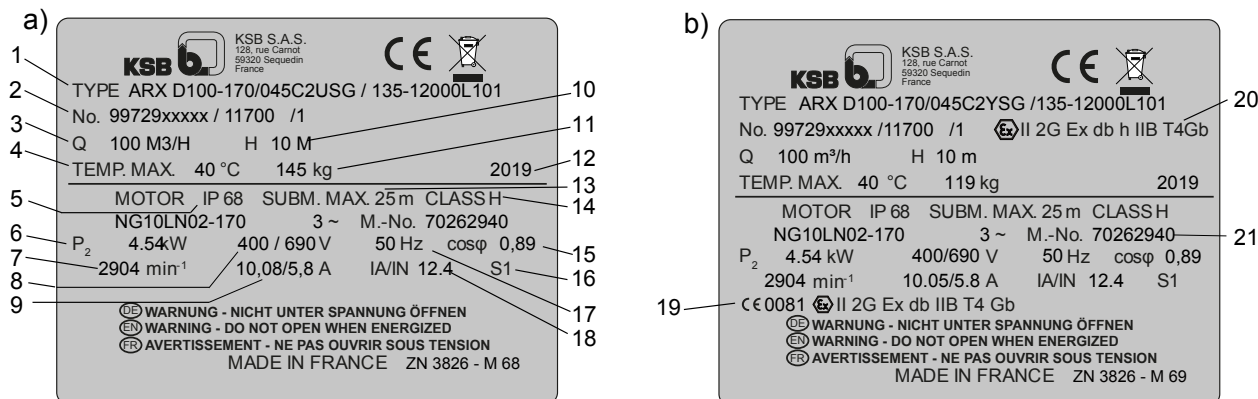 a)
KSB
KSB S.A.S.
128, rue Carnot
59320 Sequedin
France
CE
1
TYPE ARX D100-170/045C2USG / 135-12000L101
2
No. 99729xxxxx / 11700 /1
10
3
Q 100 M3/H H 10 M
11
4
TEMP. MAX. 40 °C 145 kg 2019
12
13
5
MOTOR IP 68 SUBM. MAX. 25 m CLASS H
14
NG10LN02-170 3 ~ M.-No. 70262940
6
P2 4.54kW 400 / 690 V 50 Hz cosφ 0,89
15
7
2904 min-1 10,08/5,8 A IA/IN 12.4 S1
16
8
9
17
18
DE WARNUNG - NICHT UNTER SPANNUNG ÖFFNEN
EN WARNING - DO NOT OPEN WHEN ENERGIZED
FR AVERTISSEMENT - NE PAS OUVRIR SOUS TENSION
MADE IN FRANCE ZN 3826 - M 68
b)
KSB
KSB S.A.S.
128, rue Carnot
59320 Sequedin
France
CE
TYPE ARX D100-170/045C2YSG /135-12000L101
20
No. 99729xxxxx /11700 /1 Ex II 2G Ex db h IIB T4Gb
Q 100 m³/h H 10 m
TEMP. MAX. 40 °C 119 kg 2019
MOTOR IP 68 SUBM. MAX. 25 m CLASS H
NG10LN02-170 3 ~ M.-No. 70262940
21
P2 4.54 kW 400/690 V 50 Hz cosφ 0,89
2904 min-1 10.05/5.8 A IA/IN 12.4 S1
19
CE 0081 Ex II 2G Ex db IIB T4 Gb
DE WARNUNG - NICHT UNTER SPANNUNG ÖFFNEN
EN WARNING - DO NOT OPEN WHEN ENERGIZED
FR AVERTISSEMENT - NE PAS OUVRIR SOUS TENSION
MADE IN FRANCE ZN 3826 - M 69